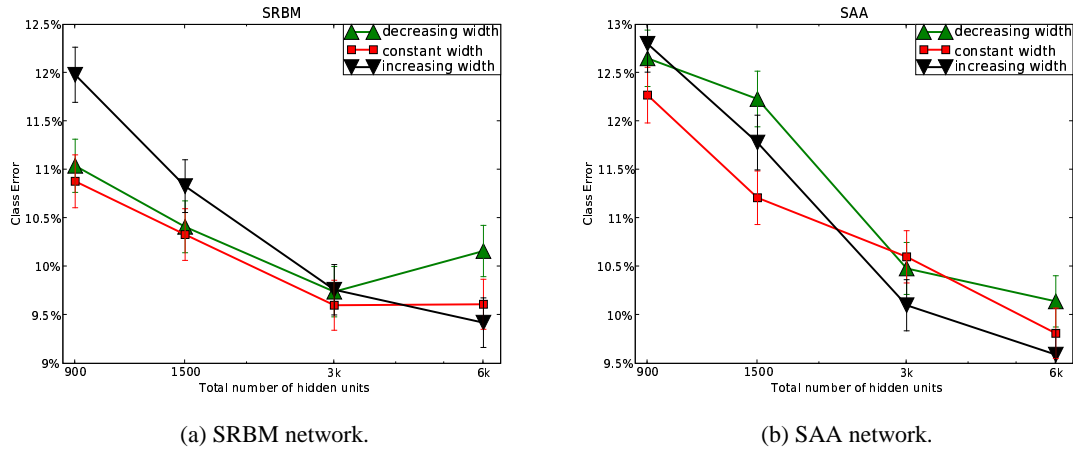 SRBM
12.5%
12%
11.5%
11%
10.5%
10%
9.5%
9%
Class Error
decreasing width
constant width
increasing width
900
1500
3k
6k
Total number of hidden units
(a) SRBM network.
SAA
13%
12.5%
12%
11.5%
11%
10.5%
10%
9.5%
Class Error
decreasing width
constant width
increasing width
900
1500
3k
6k
Total number of hidden units
(b) SAA network.